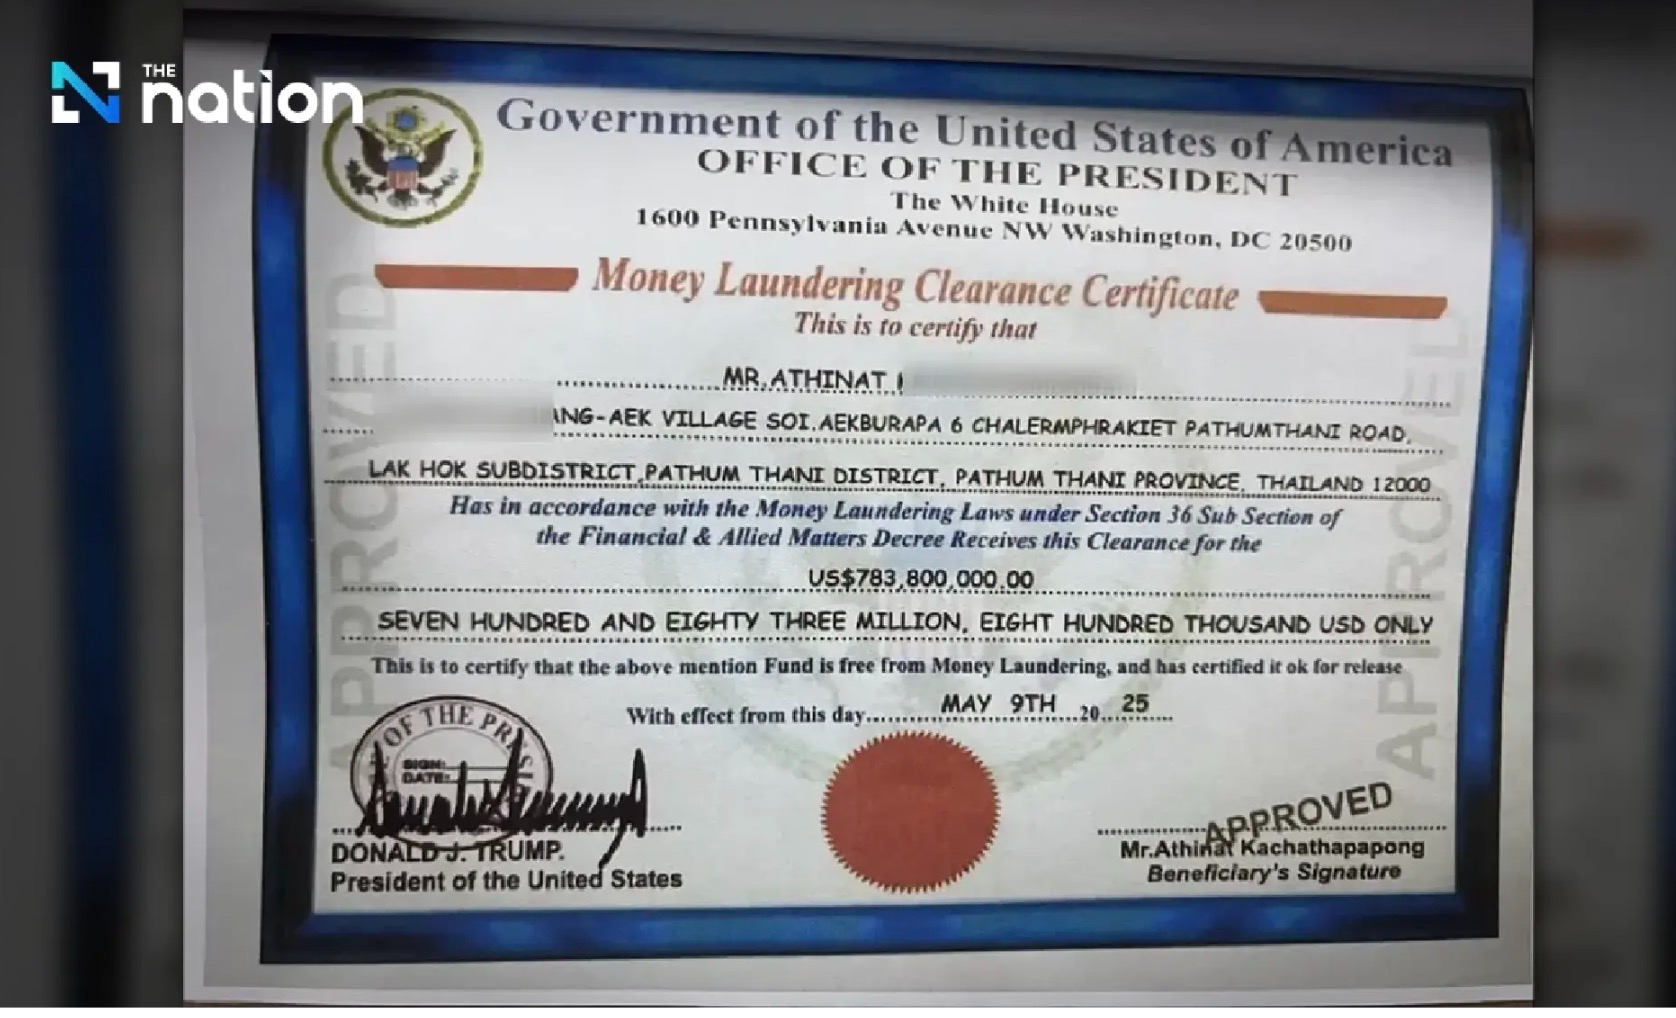 THE
nation
Government of the United States of America
OFFICE OF THE PRESIDENT
The White House
1600 Pennsylvania Avenue NW Washington, DC 20500
Money Laundering Clearance Certificate
This is to certify that
MR.ATHINAT
ANG-AEK VILLAGE SOI.AEKBURAPA 6 CHALERMPHRAKIET PATHUMTHANI ROAD,
LAK HOK SUBDISTRICT,PATHUM THANI DISTRICT, PATHUM THANI PROVINCE, THAILAND 12000
Has in accordance with the Money Laundering Laws under Section 36 Sub Section of
the Financial & Allied Matters Decree Receives this Clearance for the
US$783,800,000.00
SEVEN HUNDRED AND EIGHTY THREE MILLION, EIGHT HUNDRED THOUSAND USD ONLY
This is to certify that the above mention Fund is free from Money Laundering, and has certified it ok for release
With effect from this day MAY 9TH 20 25
APPROVED
APPROVED
OF THE PRESID
SIGN:
DATE:
DONALD J. TRUMP.
President of the United States
APPROVED
Mr.Athinat Kachathapapong
Beneficiary's Signature